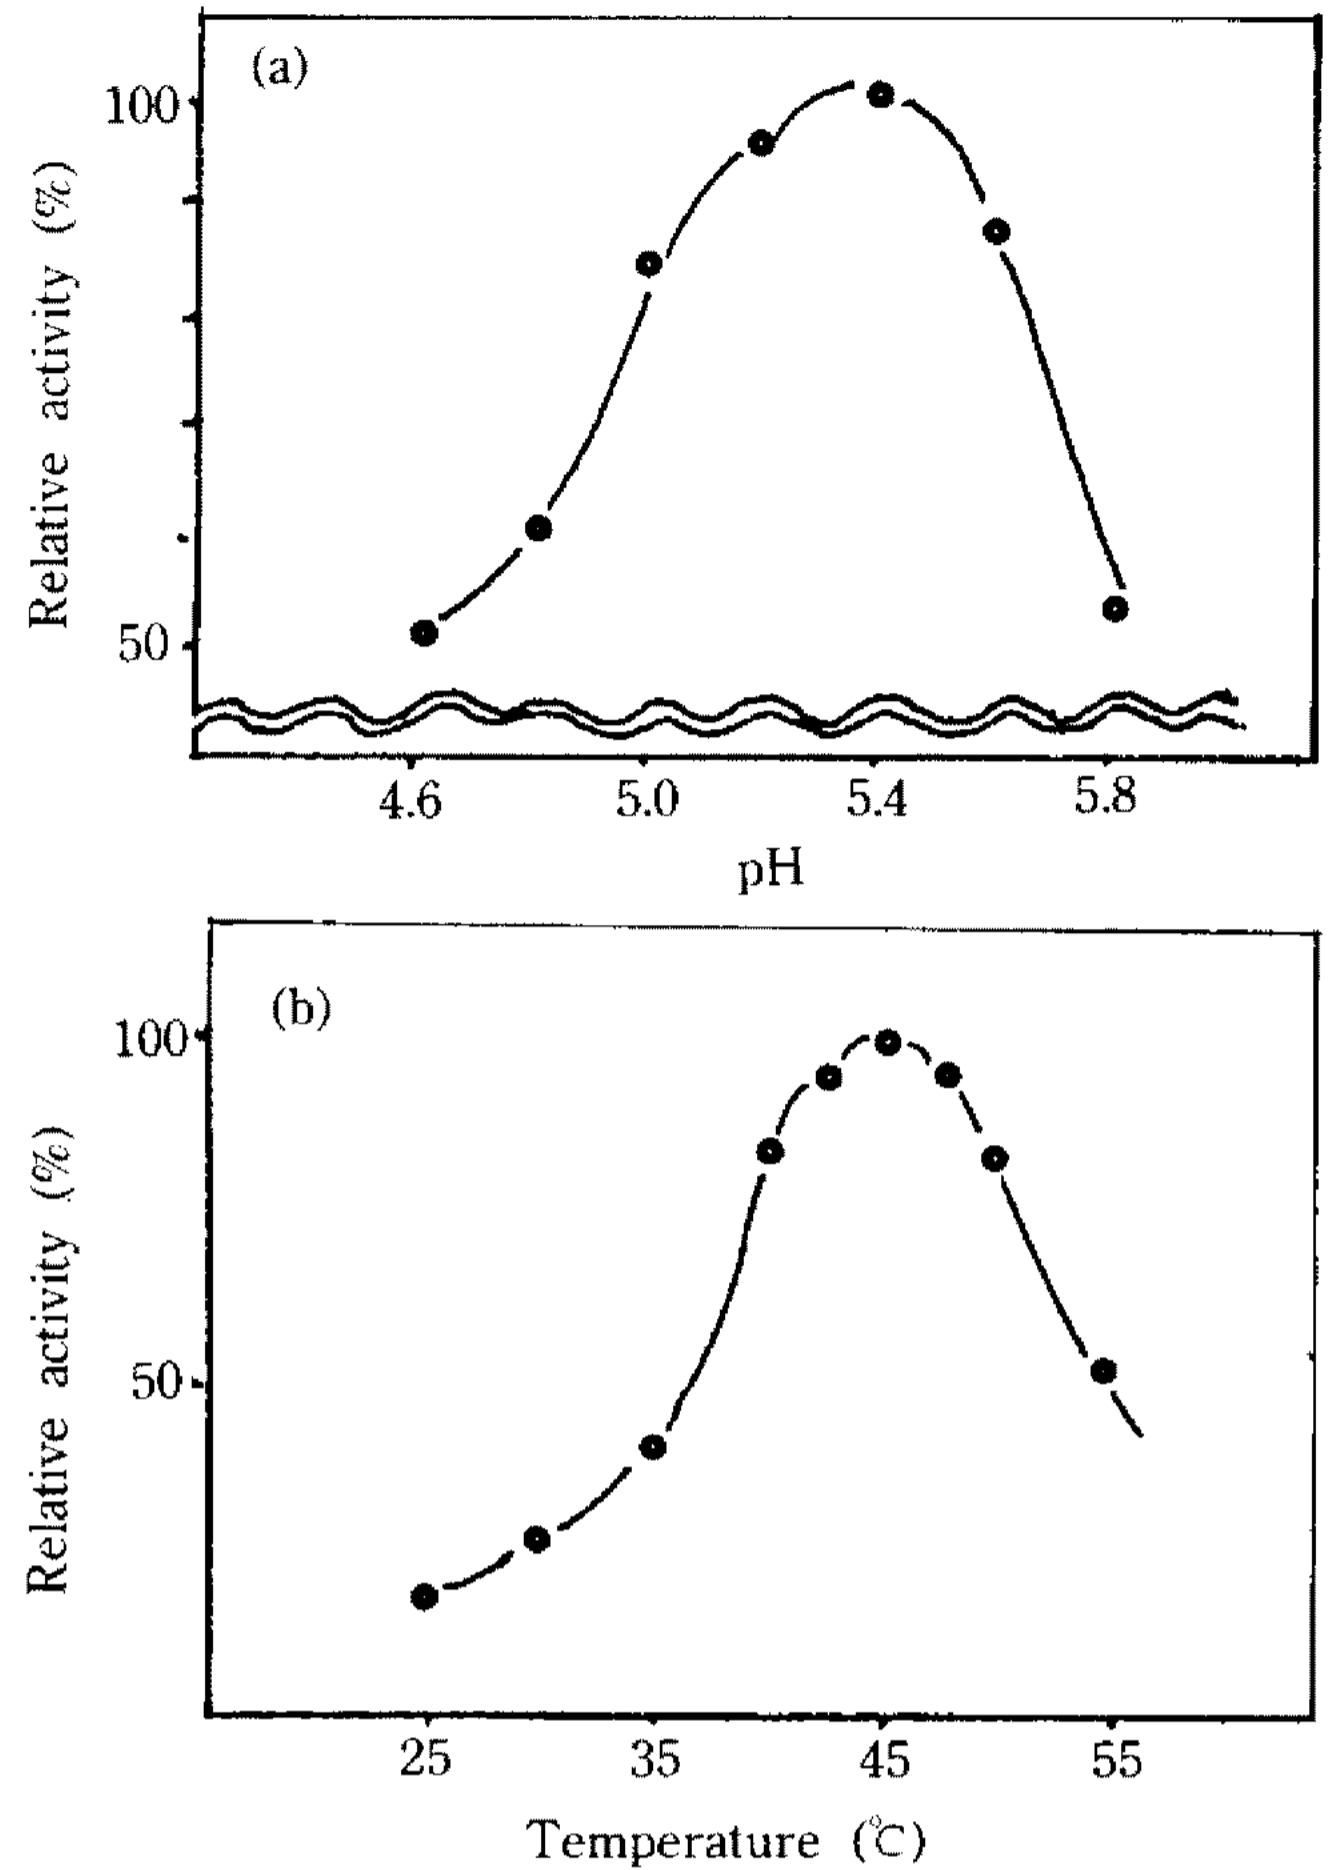 (a)
100
50
Relative activity (%)
4.6 5.0 5.4 5.8
pH
(b)
100
50
Relative activity (%)
25 35 45 55
Temperature (℃)